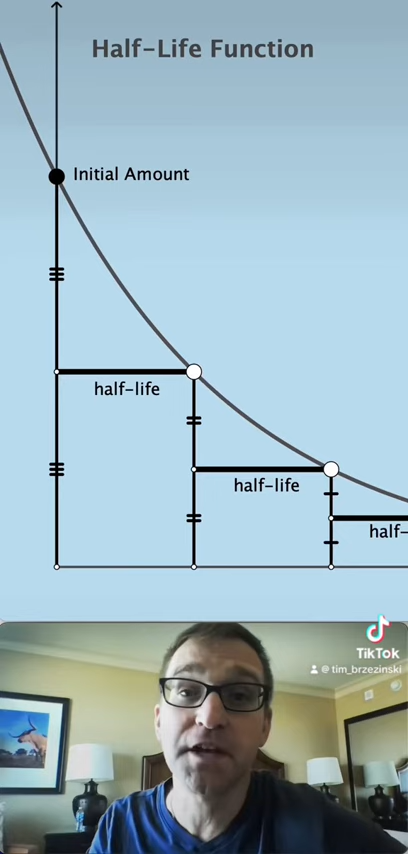 Half-Life Function
Initial Amount
half-life
half-life
half-
TikTok
@tim_brzezinski